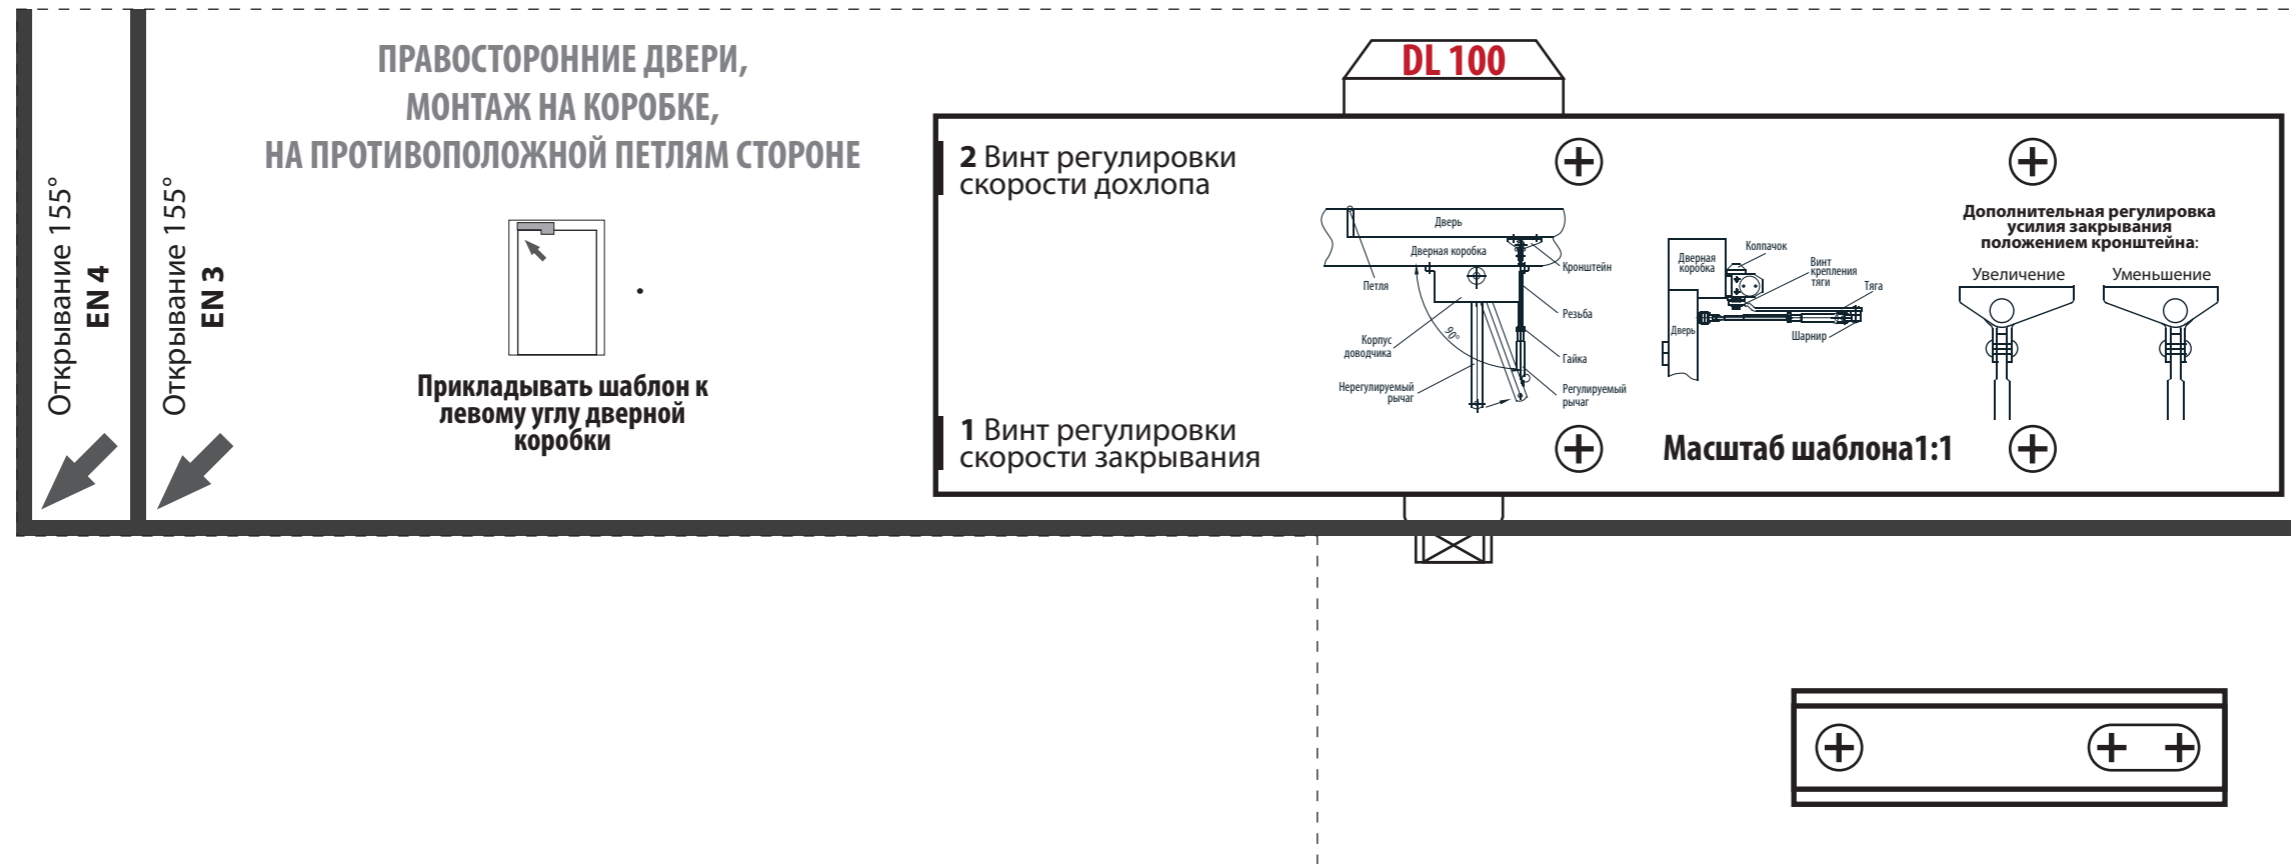 Открывание 155°
EN 4
Открывание 155°
EN 3
ПРАВОСТОРОННИЕ ДВЕРИ,
МОНТАЖ НА КОРОБКЕ,
НА ПРОТИВОПОЛОЖНОЙ ПЕТЛЯМ СТОРОНЕ
Прикладывать шаблон к
левому углу дверной
коробки
DL 100
2 Винт регулировки
скорости дохлопа
1 Винт регулировки
скорости закрывания
Дверь
Дверная коробка
Петля
Кронштейн
Резьба
90°
Корпус
доводчика
Гайка
Нерегулируемый
рычаг
Регулируемый
рычаг
Дверная
коробка
Колпачок
Винт
крепления
тяги
Тяга
Дверь
Шарнир
Масштаб шаблона1:1
Дополнительная регулировка
усилия закрывания
положением кронштейна:
Увеличение
Уменьшение